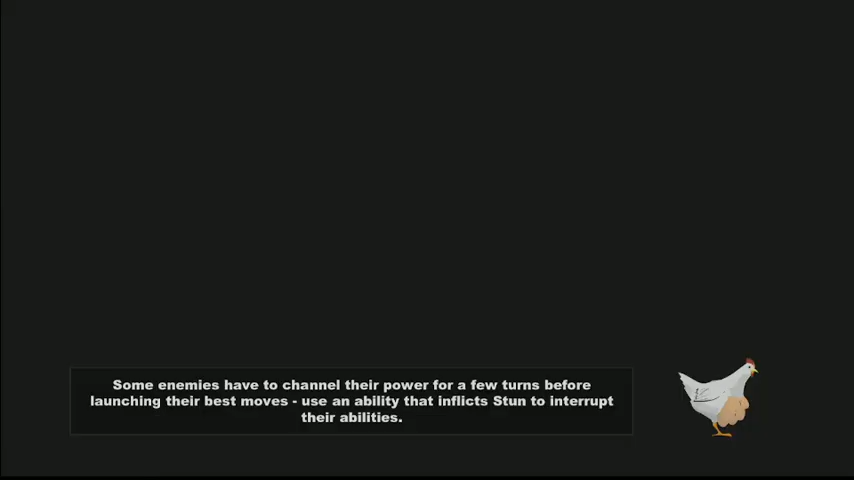 Some enemies have to channel their power for a few turns before
launching their best moves - use an ability that inflicts Stun to interrupt
their abilities.